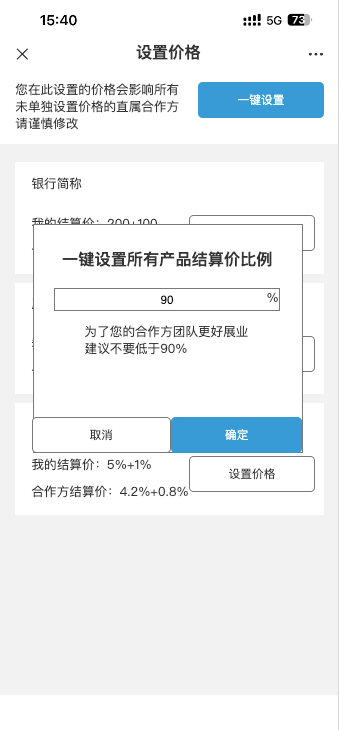 15:40
5G
73
设置价格
您在此设置的价格会影响所有
未单独设置价格的直属合作方
请谨慎修改
一键设置
银行简称
我的结算价：200+100
一键设置所有产品结算价比例
90
%
为了您的合作方团队更好展业
建议不要低于90%
取消
确定
我的结算价：5%+1%
设置价格
合作方结算价：4.2%+0.8%